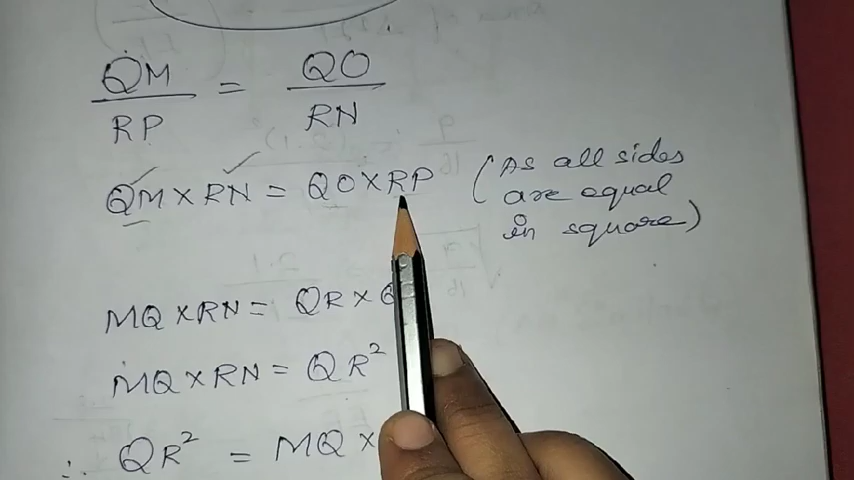 QM/RP = QO/RN
QM × RN = QO × RP (As all sides
are equal
in square)
MQ × RN = QR × Q
MQ × RN = QR²
∴ QR² = MQ ×